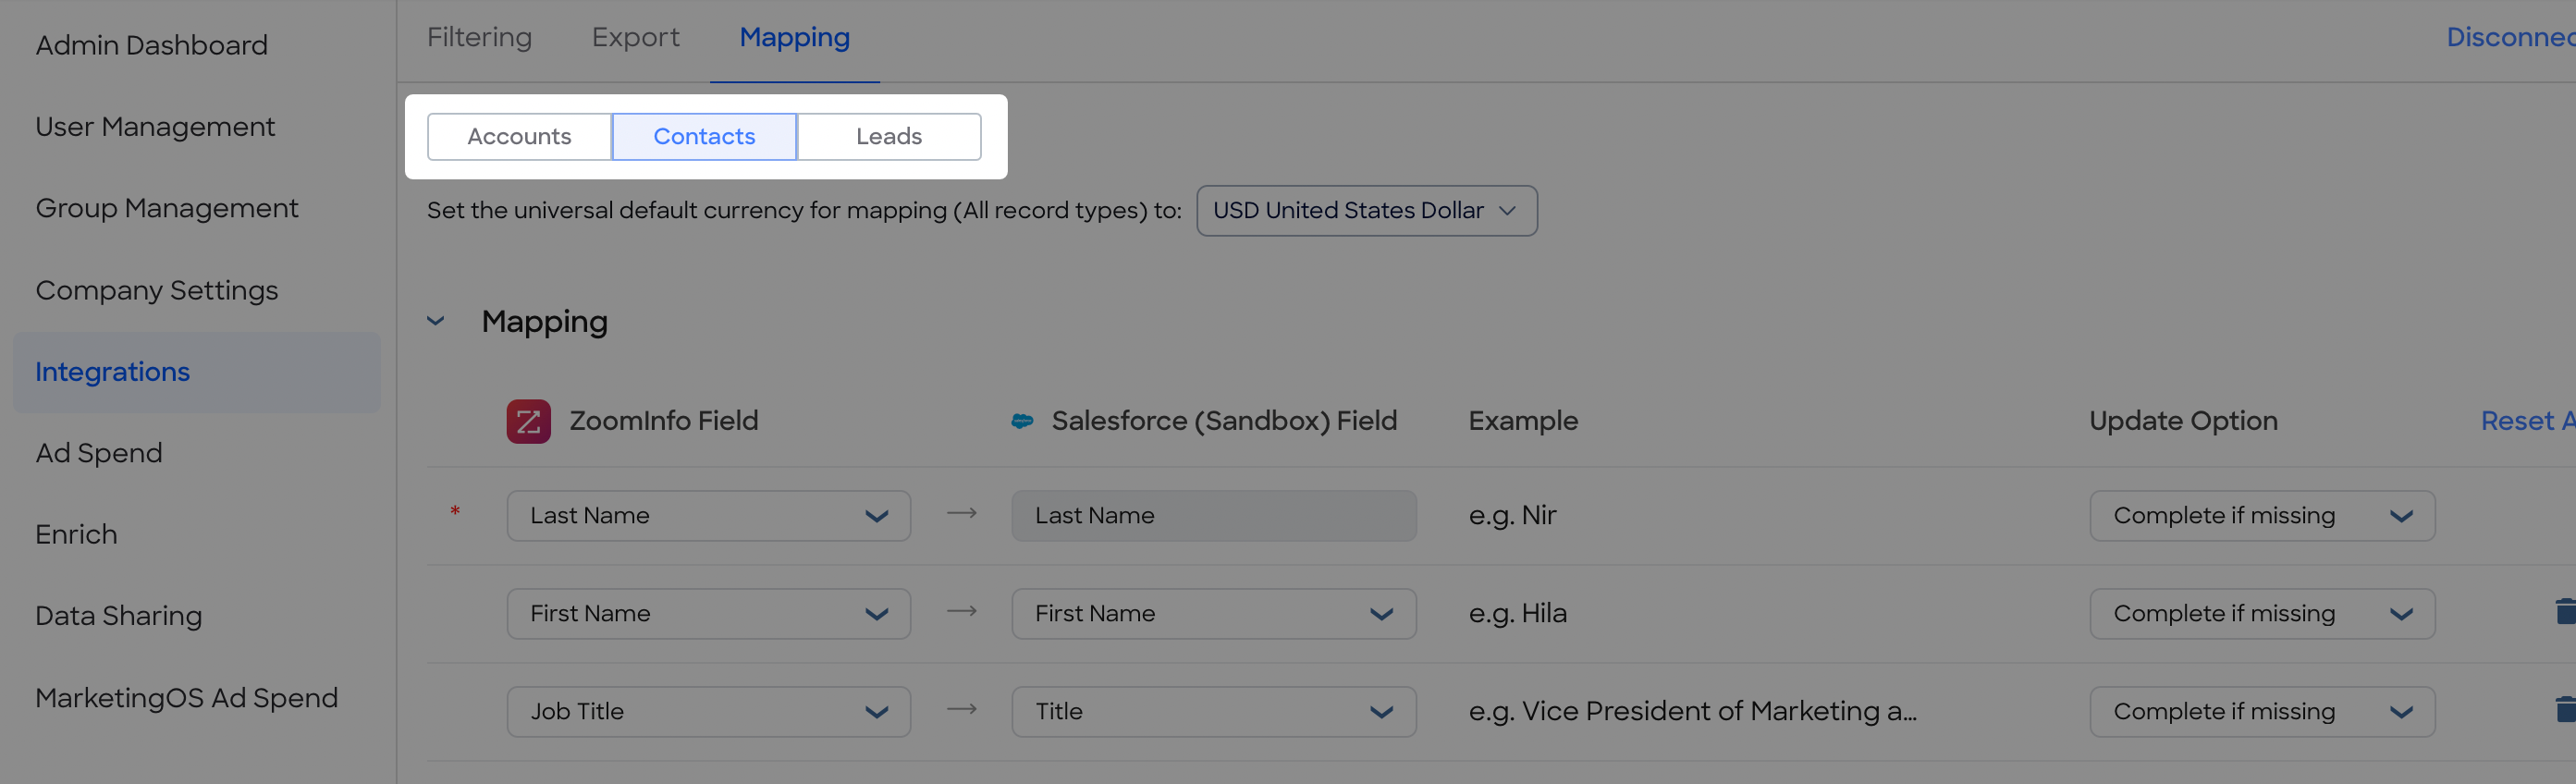 Admin Dashboard
User Management
Group Management
Company Settings
Integrations
Ad Spend
Enrich
Data Sharing
MarketingOS Ad Spend
Filtering Export Mapping
Accounts Contacts Leads
Set the universal default currency for mapping (All record types) to: USD United States Dollar
Mapping
ZoomInfo Field Salesforce (Sandbox) Field Example Update Option Reset
* Last Name → Last Name e.g. Nir Complete if missing
First Name → First Name e.g. Hila Complete if missing
Job Title → Title e.g. Vice President of Marketing a... Complete if missing